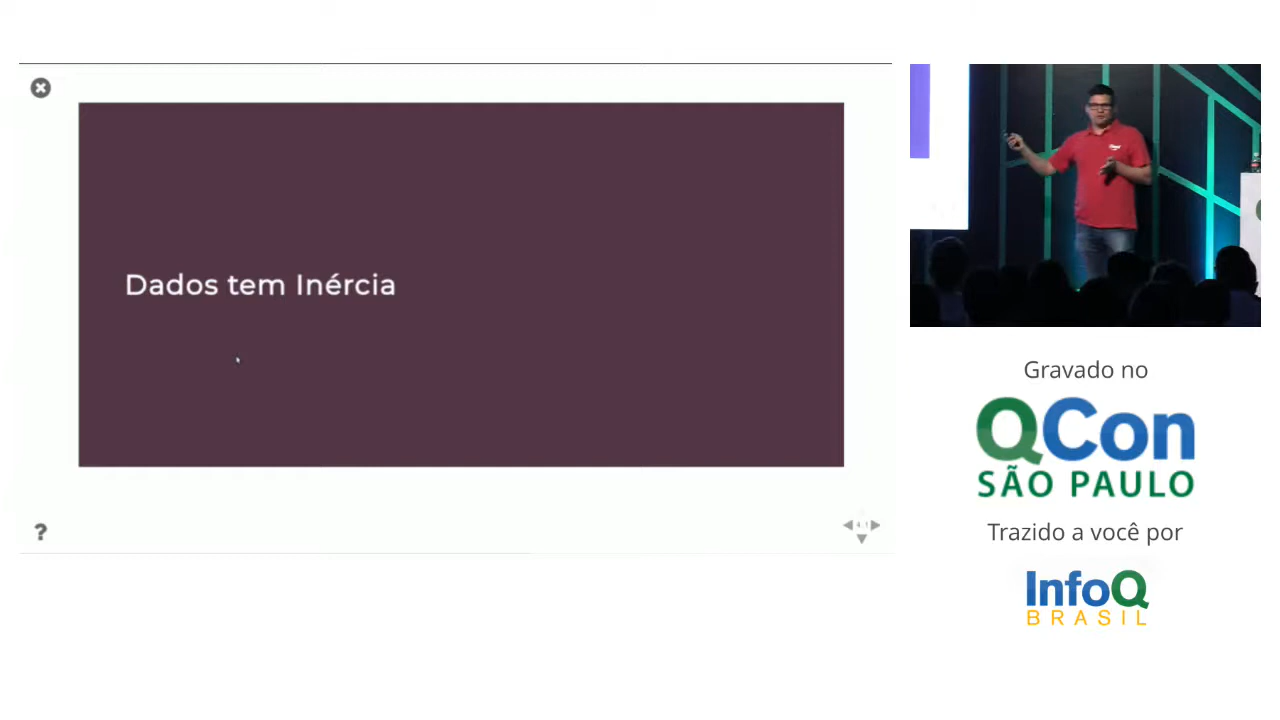 Dados tem Inércia
?
Gravado no
QCon
SÃO PAULO
Trazido a você por
InfoQ
BRASIL